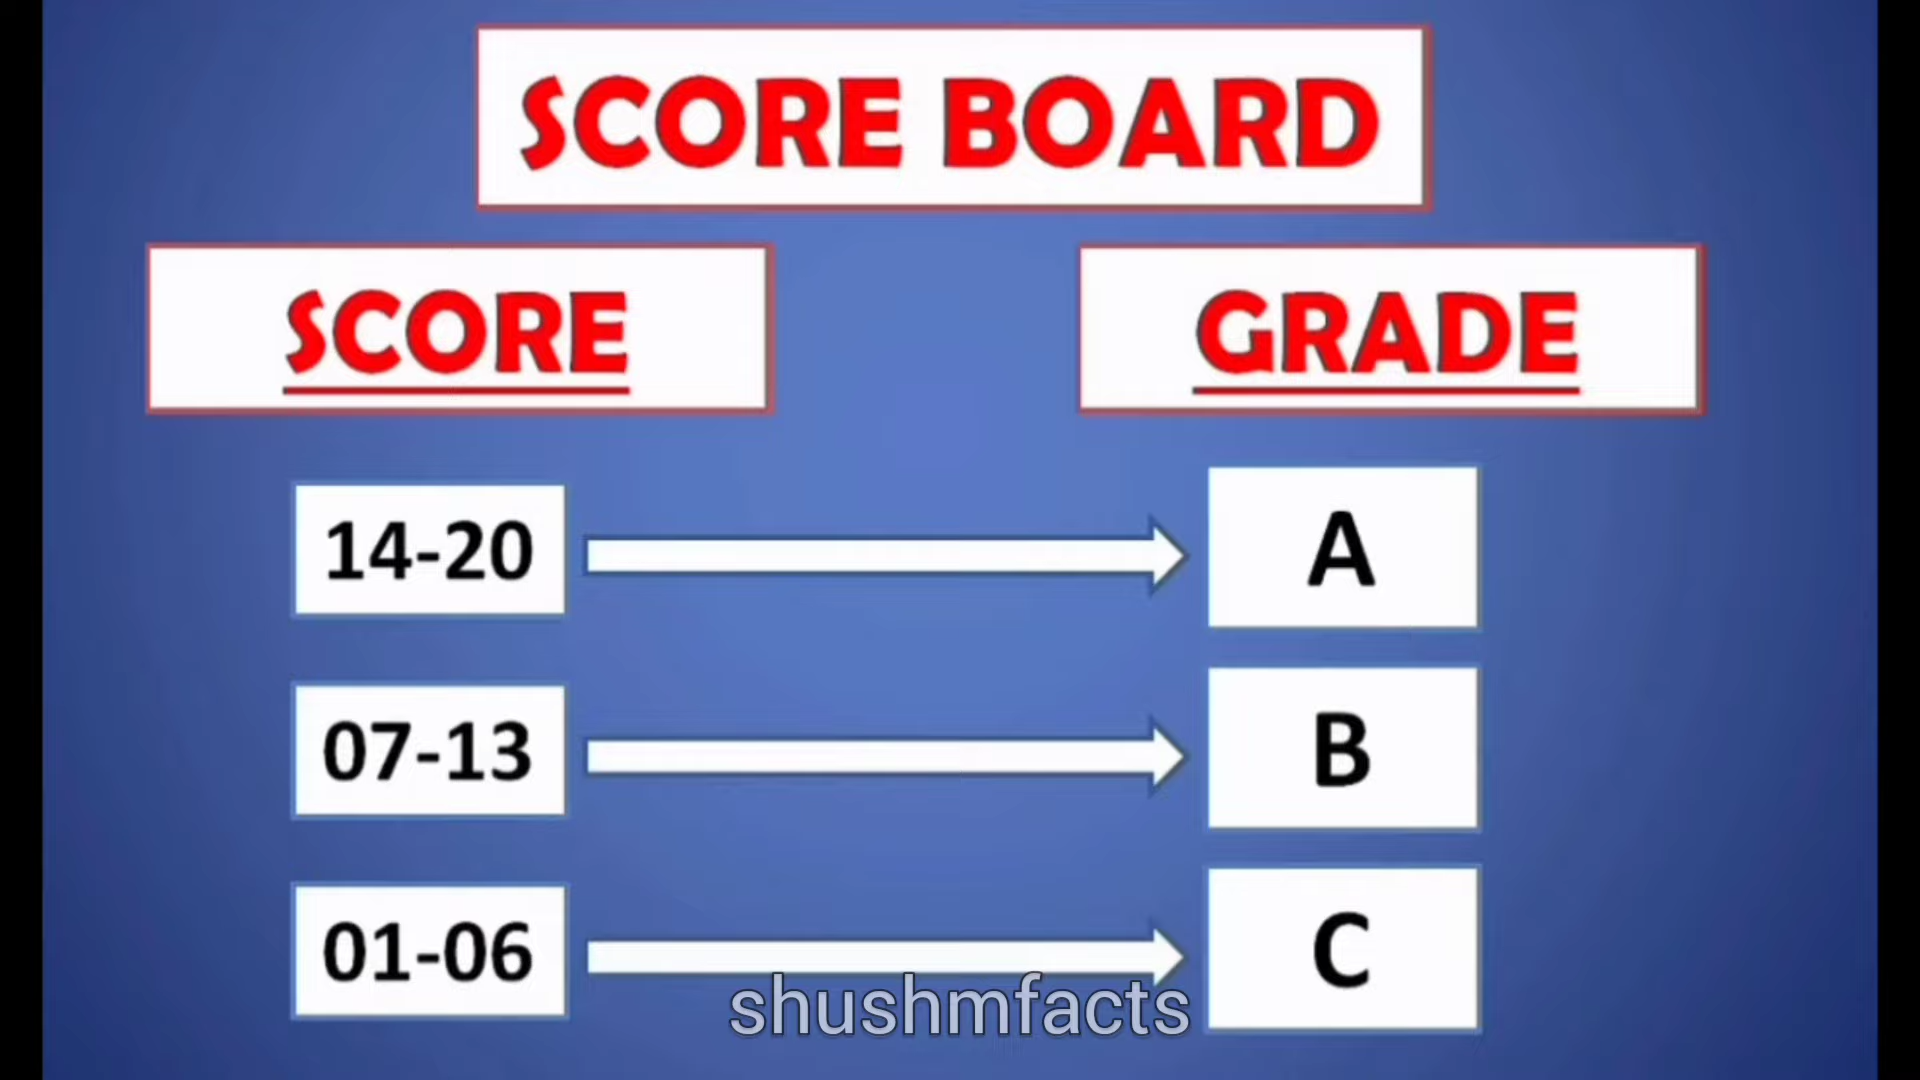 SCORE BOARD
SCORE
GRADE
14-20
A
07-13
B
01-06
C
shushmfacts